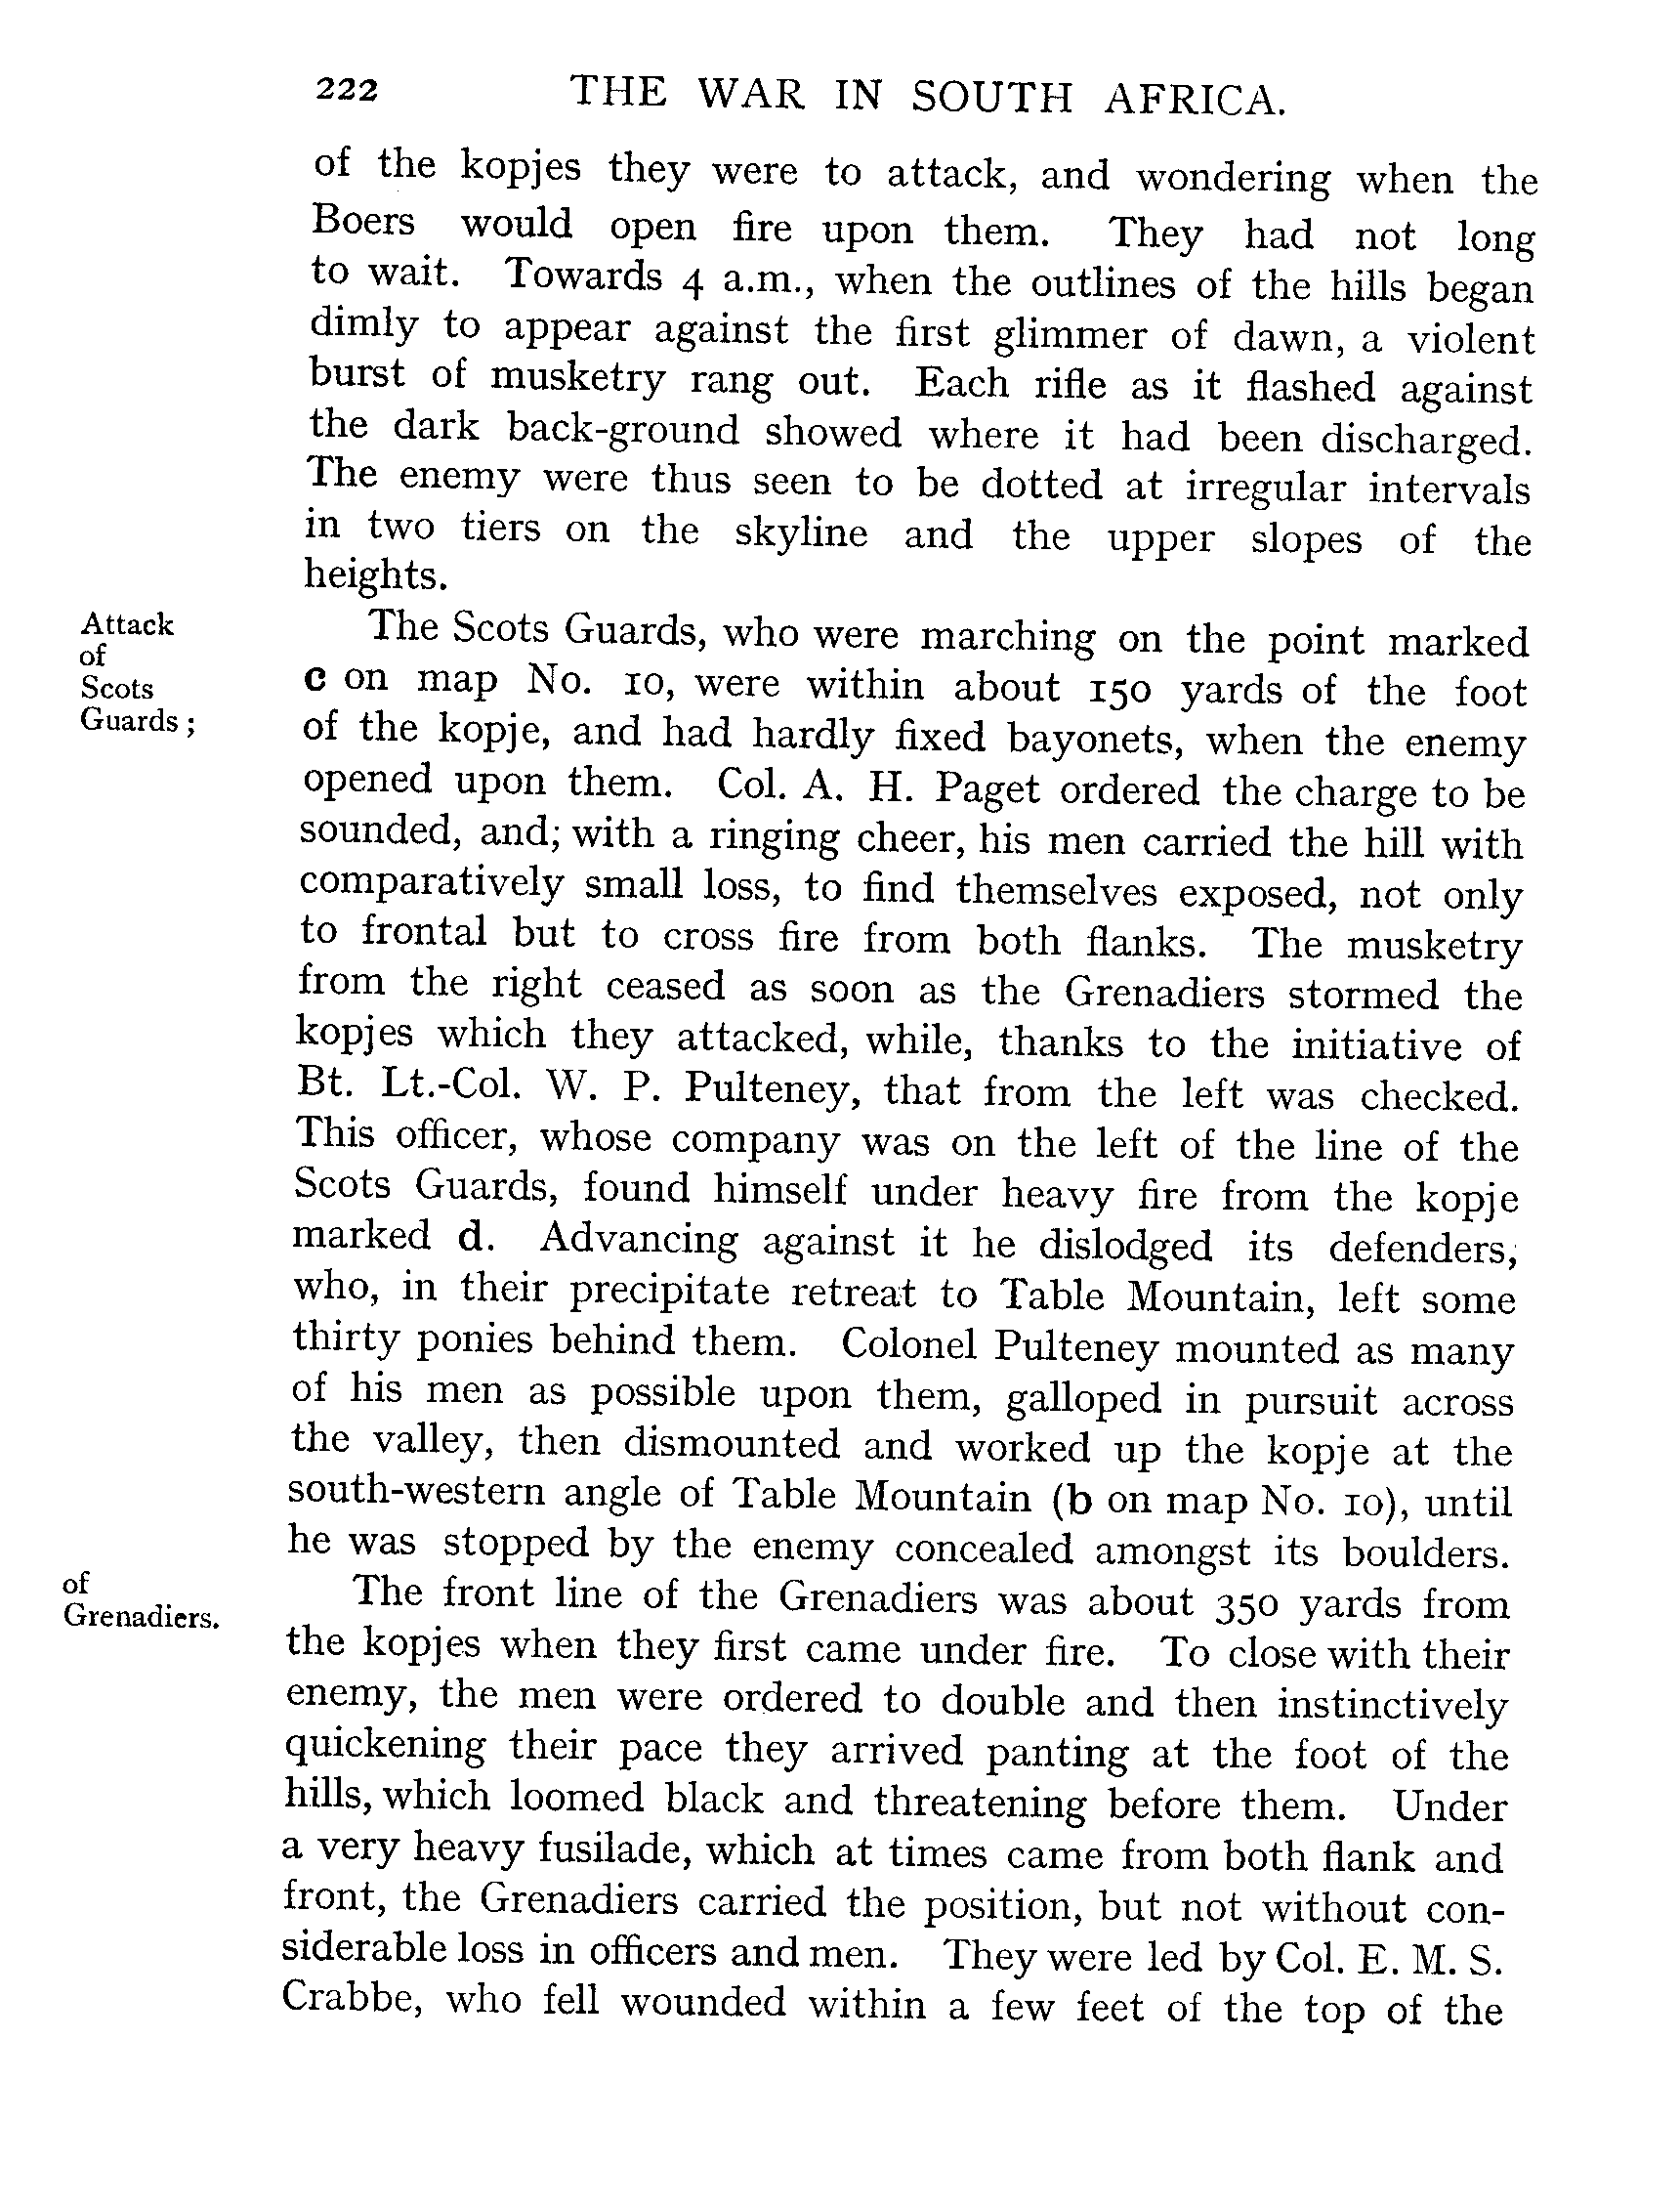 222 THE WAR IN SOUTH AFRICA.
of the kopjes they were to attack, and wondering when the
Boers would open fire upon them. They had not long
to wait. Towards 4 a.m., when the outlines of the hills began
dimly to appear against the first glimmer of dawn, a violent
burst of musketry rang out. Each rifle as it flashed against
the dark back-ground showed where it had been discharged.
The enemy were thus seen to be dotted at irregular intervals
in two tiers on the skyline and the upper slopes of the
heights.
Attack
of
Scots
Guards;
The Scots Guards, who were marching on the point marked
c on map No. 10, were within about 150 yards of the foot
of the kopje, and had hardly fixed bayonets, when the enemy
opened upon them. Col. A. H. Paget ordered the charge to be
sounded, and; with a ringing cheer, his men carried the hill with
comparatively small loss, to find themselves exposed, not only
to frontal but to cross fire from both flanks. The musketry
from the right ceased as soon as the Grenadiers stormed the
kopjes which they attacked, while, thanks to the initiative of
Bt. Lt.-Col. W. P. Pulteney, that from the left was checked.
This officer, whose company was on the left of the line of the
Scots Guards, found himself under heavy fire from the kopje
marked d. Advancing against it he dislodged its defenders,
who, in their precipitate retreat to Table Mountain, left some
thirty ponies behind them. Colonel Pulteney mounted as many
of his men as possible upon them, galloped in pursuit across
the valley, then dismounted and worked up the kopje at the
south-western angle of Table Mountain (b on map No. 10), until
he was stopped by the enemy concealed amongst its boulders.
of
Grenadiers.
The front line of the Grenadiers was about 350 yards from
the kopjes when they first came under fire. To close with their
enemy, the men were ordered to double and then instinctively
quickening their pace they arrived panting at the foot of the
hills, which loomed black and threatening before them. Under
a very heavy fusilade, which at times came from both flank and
front, the Grenadiers carried the position, but not without con-
siderable loss in officers and men. They were led by Col. E. M. S.
Crabbe, who fell wounded within a few feet of the top of the